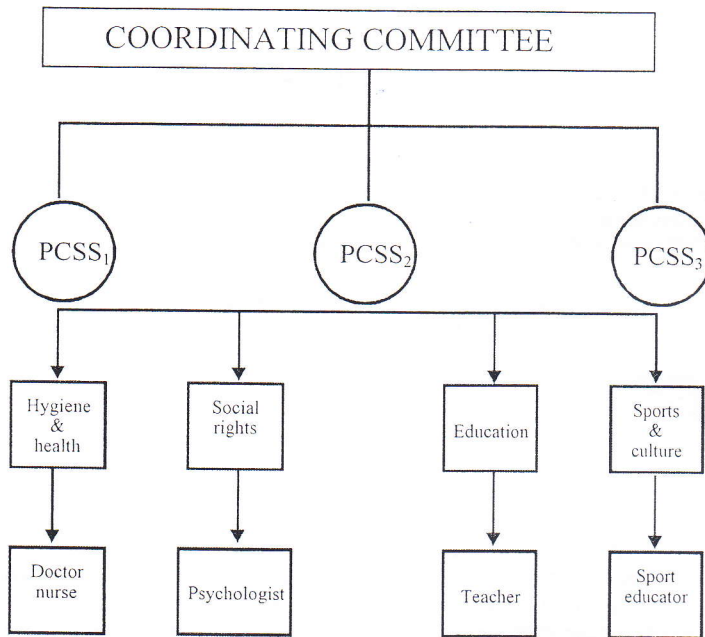 COORDINATING COMMITTEE
PCSS₁
PCSS₂
PCSS₃
Hygiene
&
health
Social
rights
Education
Sports
&
culture
Doctor
nurse
Psychologist
Teacher
Sport
educator